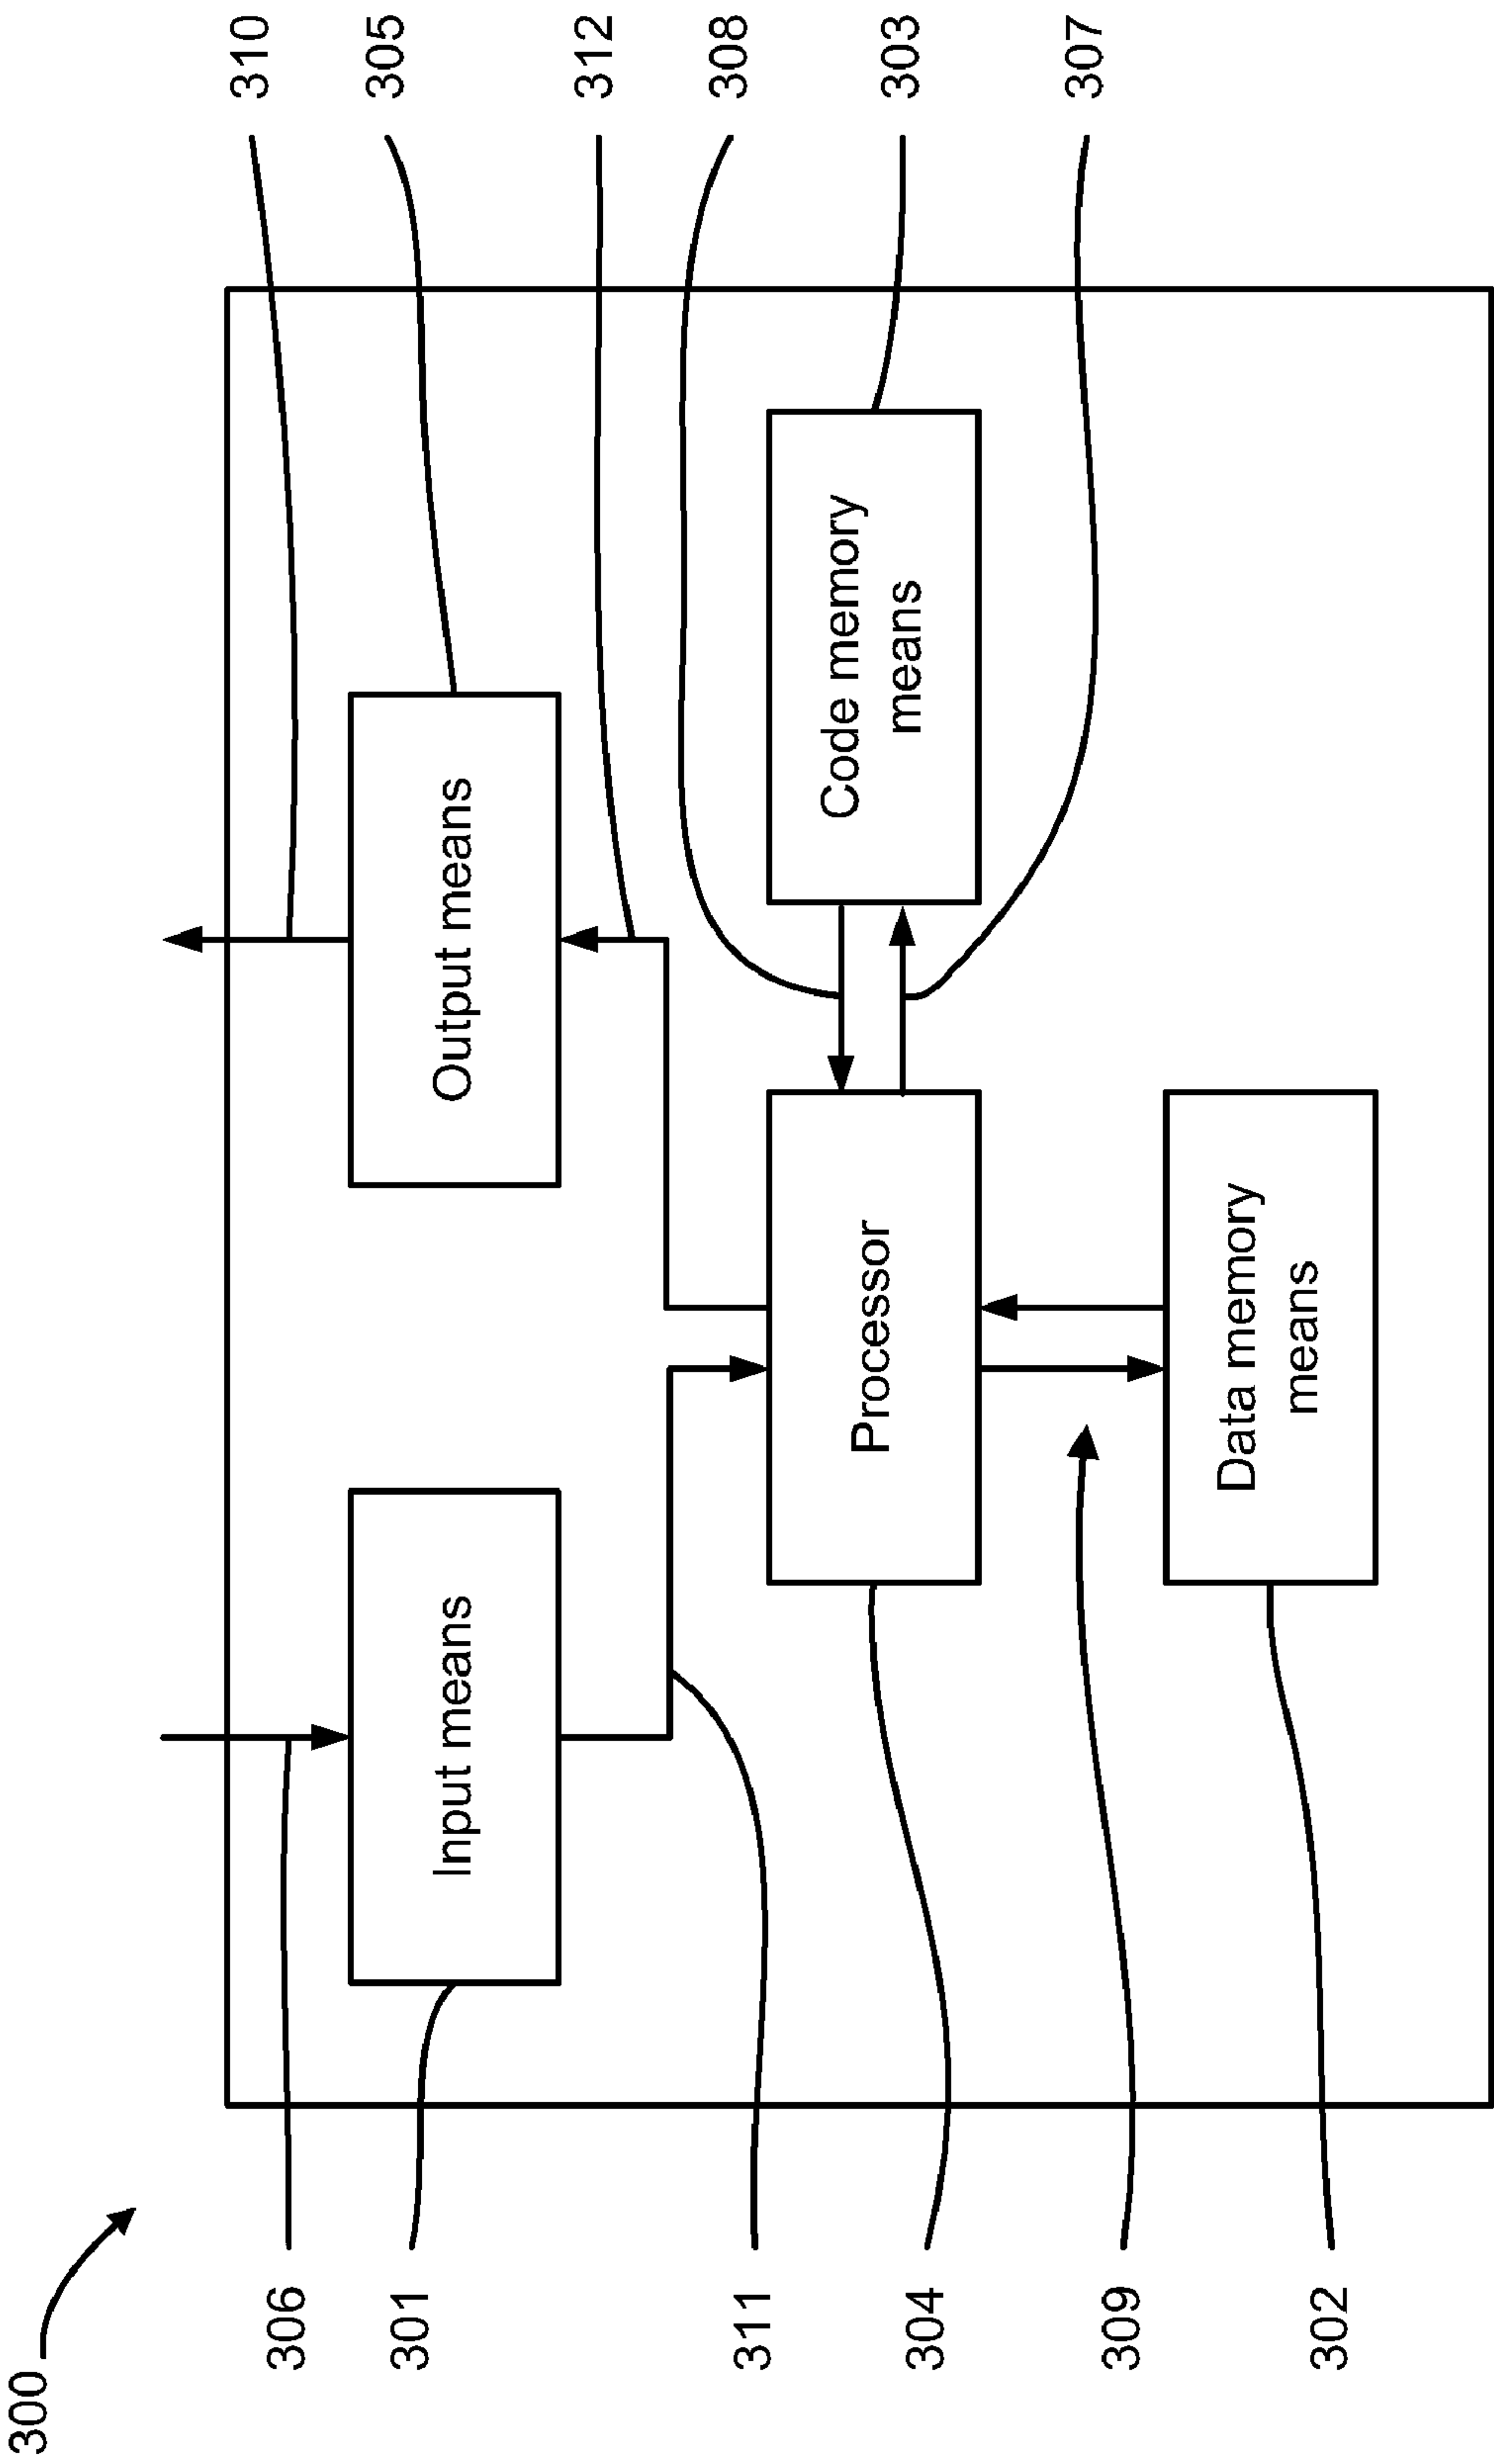 300
306
301
311
304
309
302
Input means
Output means
Processor
Code memory
means
Data memory
means
310
305
312
308
303
307